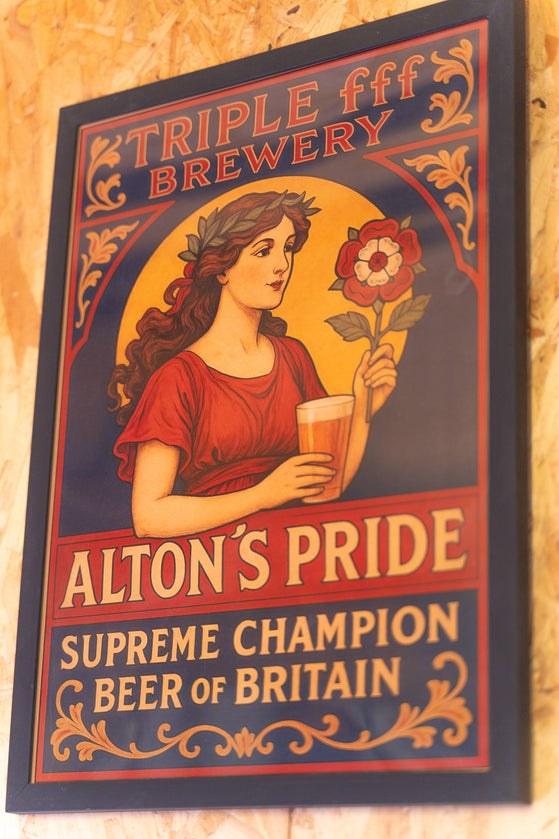 TRIPLE fff
BREWERY
ALTON'S PRIDE
SUPREME CHAMPION
BEER OF BRITAIN